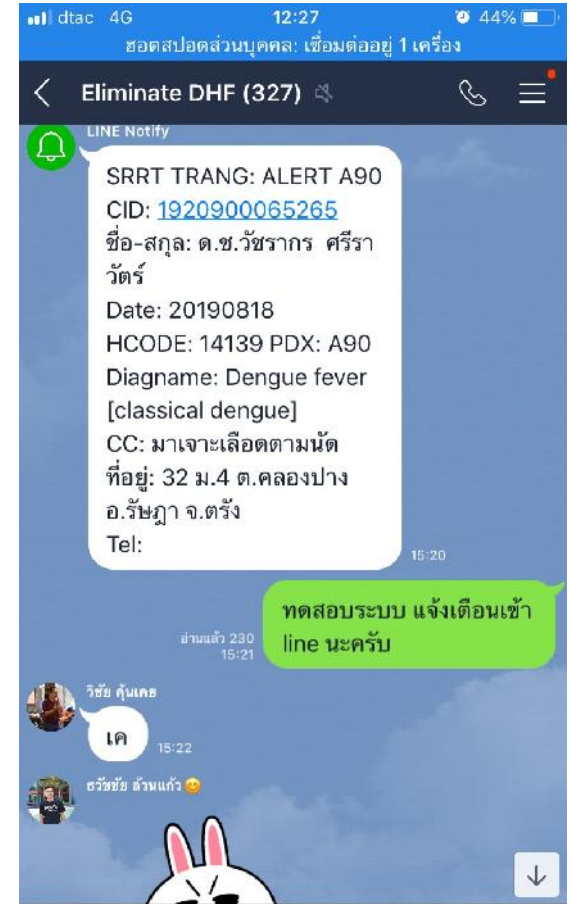 dtac 4G 12:27 44%
ฮอตสปอตส่วนบุคคล: เชื่อมต่ออยู่ 1 เครื่อง
Eliminate DHF (327)
LINE Notify
SRRT TRANG: ALERT A90
CID: 1920900065265
ชื่อ-สกุล: ด.ช.วัชรากร ศรีรา
วัตร์
Date: 20190818
HCODE: 14139 PDX: A90
Diagname: Dengue fever
[classical dengue]
CC: มาเจาะเลือดตามนัด
ที่อยู่: 32 ม.4 ต.คลองปาง
อ.รัษฎา จ.ตรัง
Tel:
15:20
ทดสอบระบบ แจ้งเตือนเข้า
line นะครับ
อ่านแล้ว 230
15:21
วิชัย คุ้นเคย
เค
15:22
ธวัชชัย ล้วนแก้ว 😊